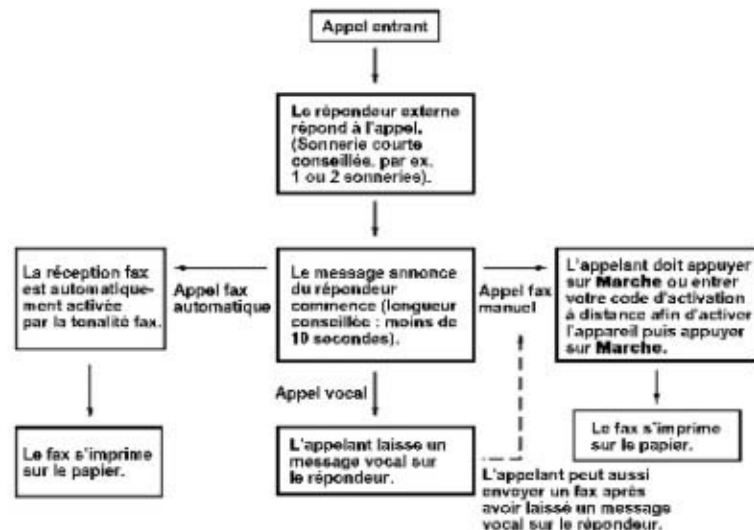 Appel entrant
Le répondeur externe
répond à l'appel.
(Sonnerie courte
conseillée, par ex.
1 ou 2 sonneries).
La réception fax
est automatique-
ment activée
par la tonalité fax.
Appel fax
automatique
Le message annonce
du répondeur
commence (longueur
conseillée : moins de
10 secondes).
Appel fax
manuel
L'appelant doit appuyer
sur Marche ou entrer
votre code d'activation
à distance afin d'activer
l'appareil puis appuyer
sur Marche.
Appel vocal
Le fax s'imprime
sur le papier.
L'appelant laisse un
message vocal sur
le répondeur.
Le fax s'imprime
sur le papier.
L'appelant peut aussi
envoyer un fax après
avoir laissé un message
vocal sur le répondeur.